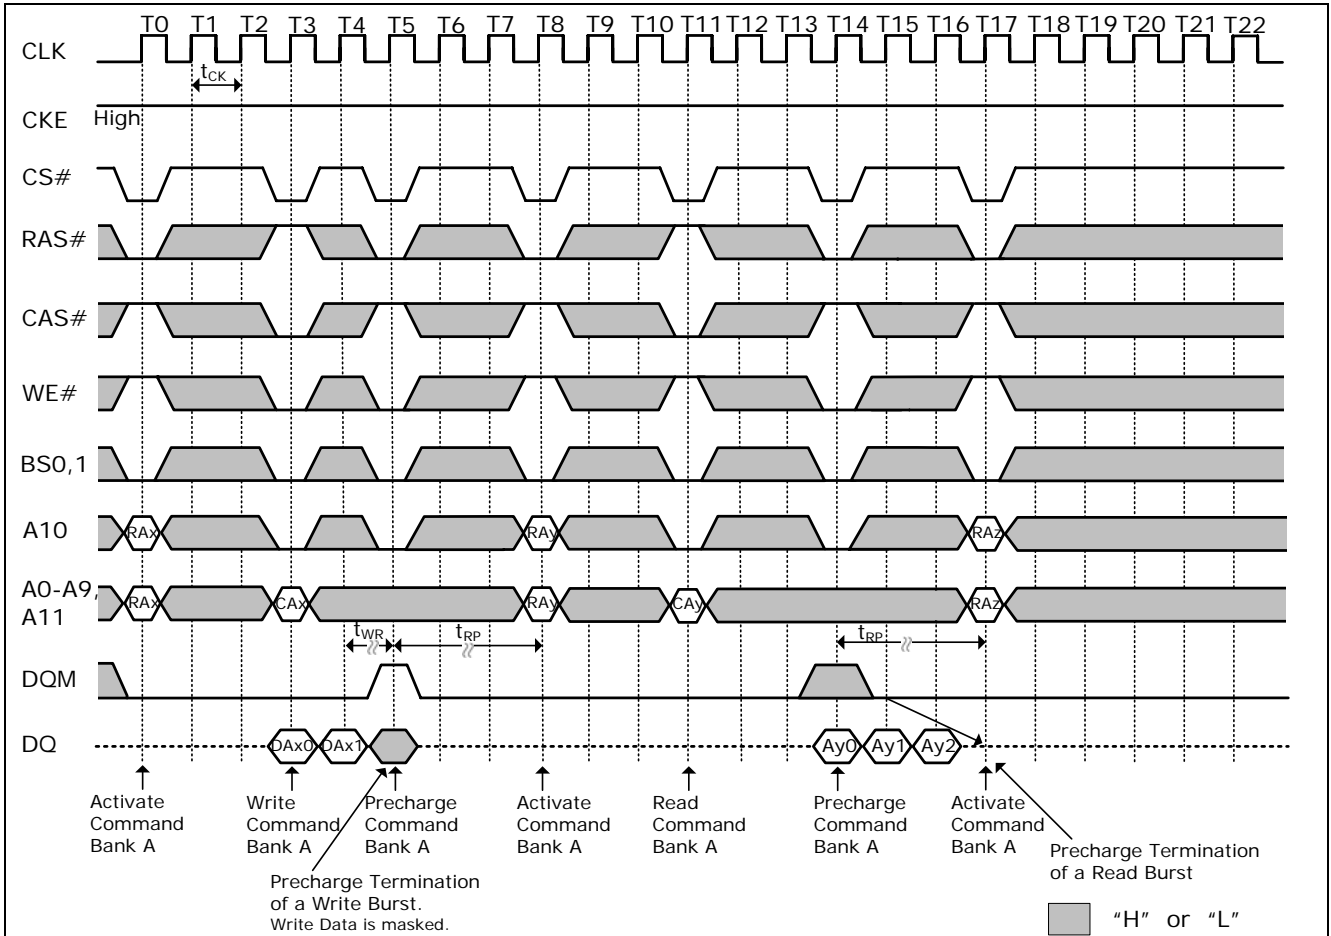 T0 T1 T2 T3 T4 T5 T6 T7 T8 T9 T10 T11 T12 T13 T14 T15 T16 T17 T18 T19 T20 T21 T22
CLK
tCK
CKE High
CS#
RAS#
CAS#
WE#
BS0,1
A10 RAx RAy RAz
A0-A9,
A11
RAx CAx RAy CAy RAz
tWR tRP tRP
DQM
DQ DAx0 DAx1 Ay0 Ay1 Ay2
Activate
Command
Bank A
Write
Command
Bank A
Precharge
Command
Bank A
Activate
Command
Bank A
Read
Command
Bank A
Precharge
Command
Bank A
Activate
Command
Bank A
Precharge Termination
of a Write Burst.
Write Data is masked.
Precharge Termination
of a Read Burst
"H" or "L"